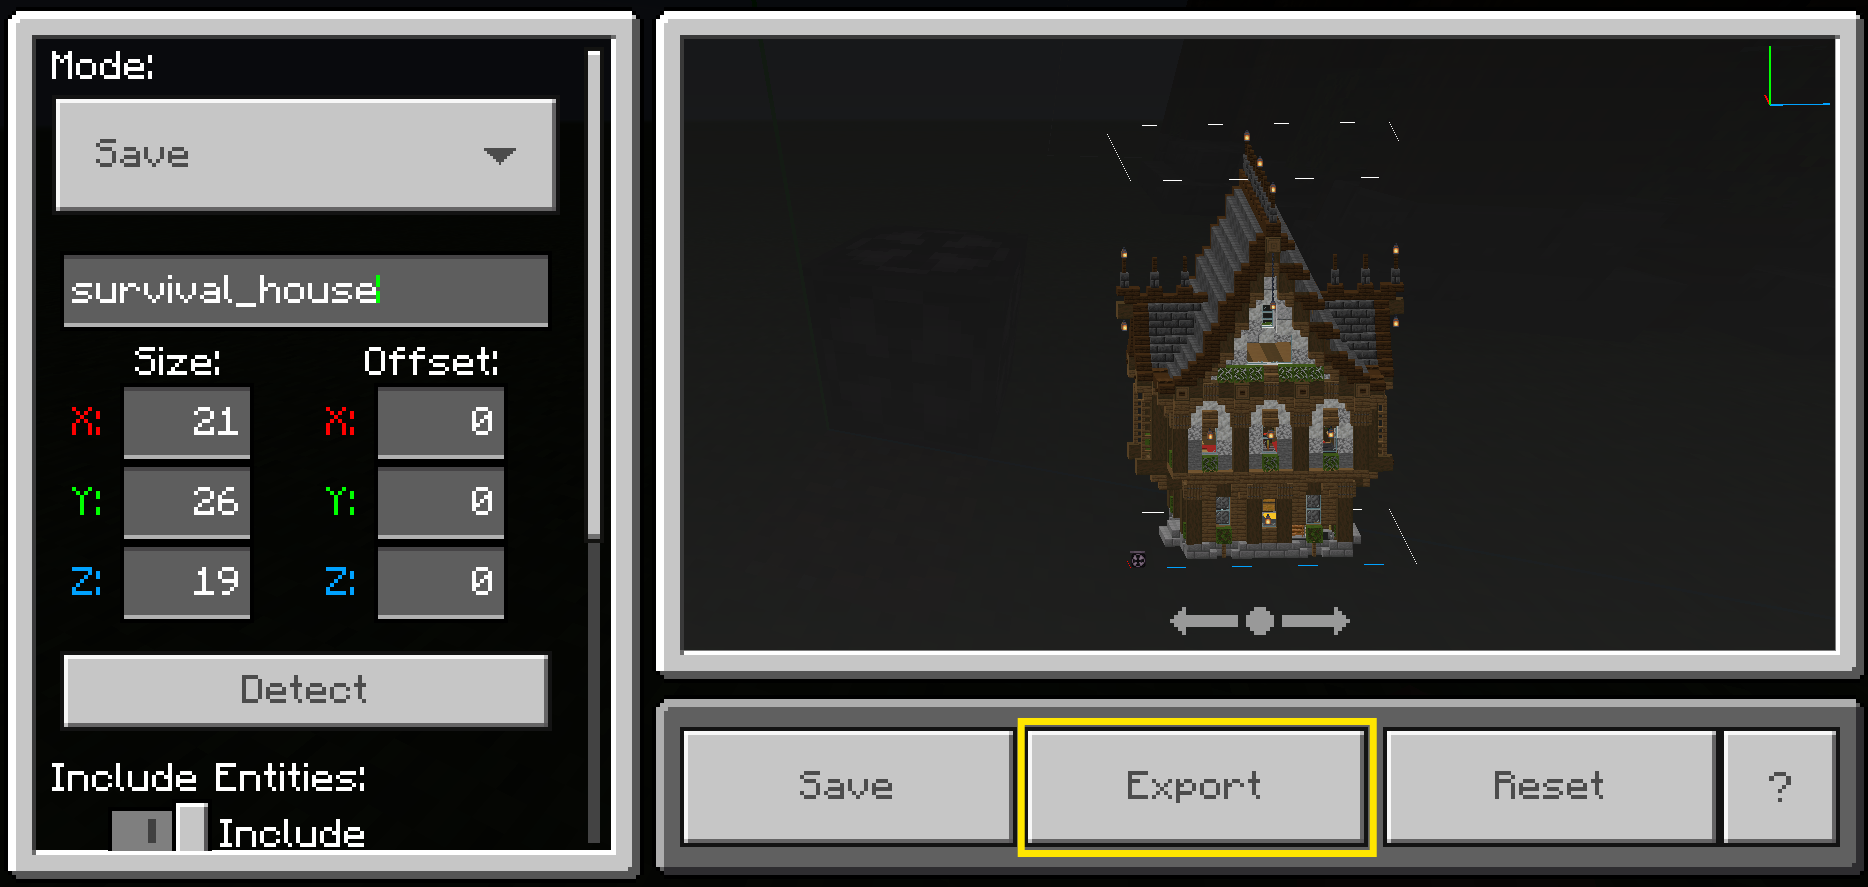 Mode:
Save
survival_house
Size: Offset:
X: 21 X: 0
Y: 26 Y: 0
Z: 19 Z: 0
Detect
Include Entities:
Include
Save Export Reset ?